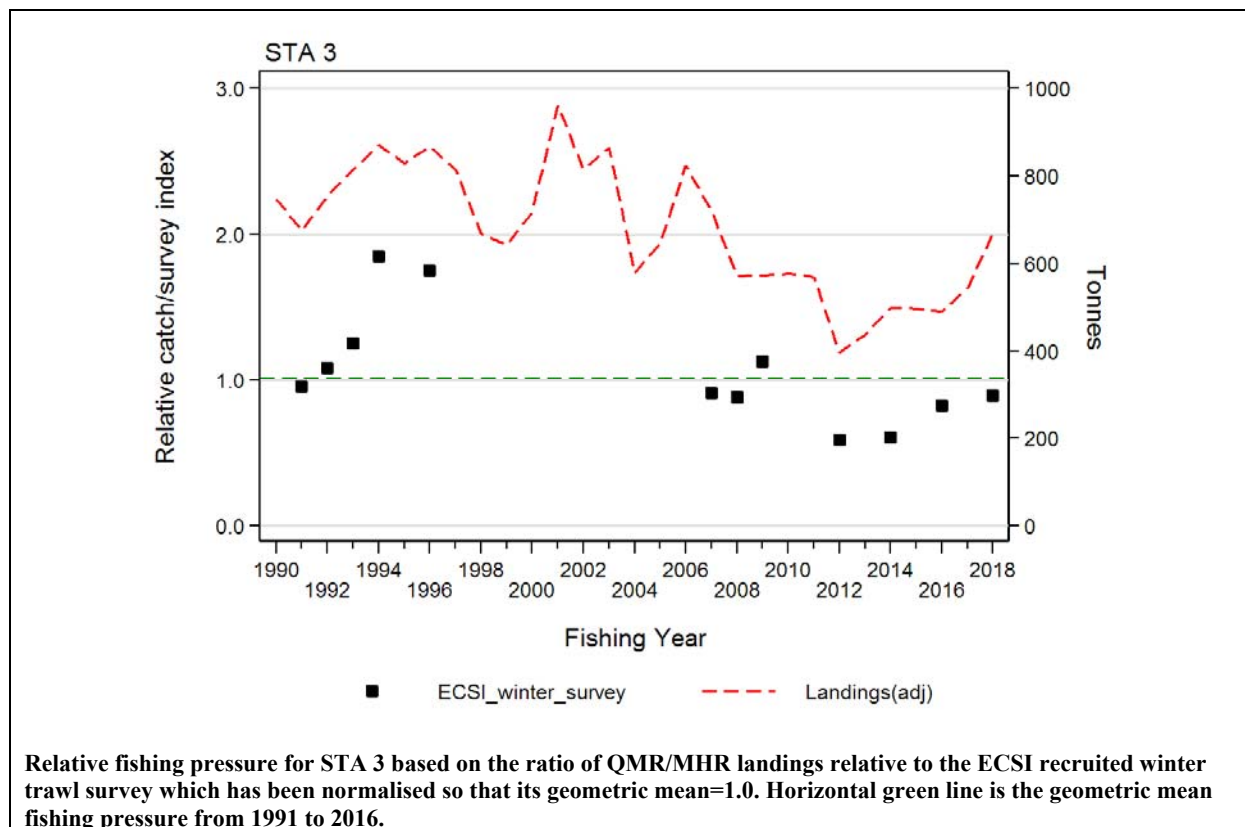 STA 3
3.0
2.0
1.0
0.0
Relative catch/survey index
1000
800
600
400
200
0
Tonnes
1990 1994 1998 2002 2006 2010 2014 2018
1992 1996 2000 2004 2008 2012 2016
Fishing Year
ECSI_winter_survey Landings(adj)
Relative fishing pressure for STA 3 based on the ratio of QMR/MHR landings relative to the ECSI recruited winter
trawl survey which has been normalised so that its geometric mean=1.0. Horizontal green line is the geometric mean
fishing pressure from 1991 to 2016.